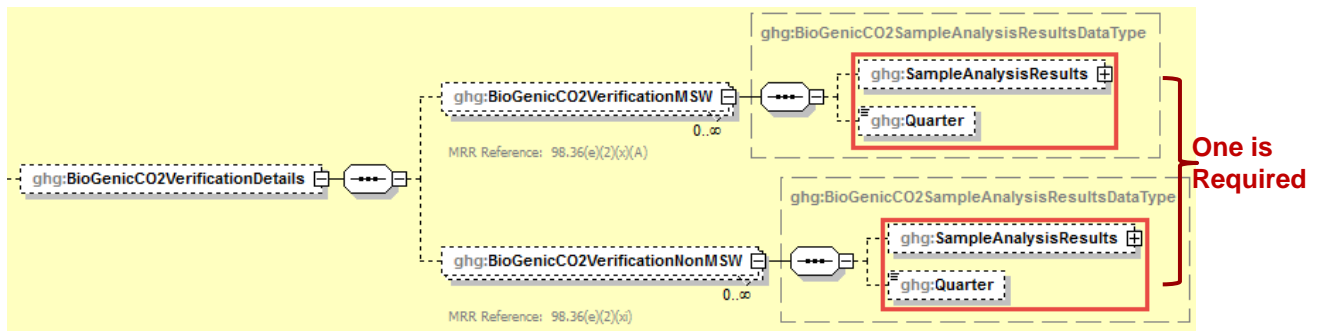 ghg:BioGenicCO2SampleAnalysisResultsDataType
ghg:SampleAnalysisResults
ghg:BioGenicCO2VerificationMSW
ghg:Quarter
0..∞
MRR Reference: 98.36(e)(2)(x)(A)
One is
Required
ghg:BioGenicCO2VerificationDetails
ghg:BioGenicCO2SampleAnalysisResultsDataType
ghg:SampleAnalysisResults
ghg:BioGenicCO2VerificationNonMSW
ghg:Quarter
0..∞
MRR Reference: 98.36(e)(2)(xi)